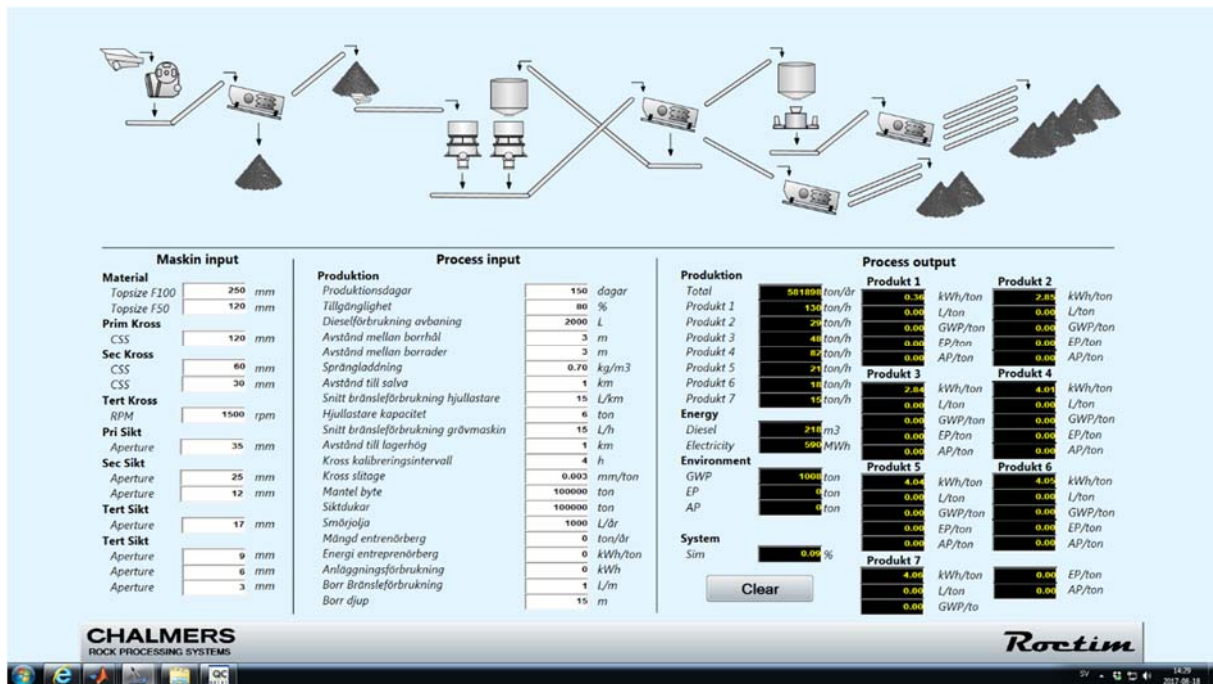 Maskin input
Material
Topsize F100 250 mm
Topsize F50 120 mm
Prim Kross
CSS 120 mm
Sec Kross
CSS 60 mm
CSS 30 mm
Tert Kross
RPM 1500 rpm
Pri Sikt
Aperture 35 mm
Sec Sikt
Aperture 25 mm
Aperture 12 mm
Tert Sikt
Aperture 17 mm
Tert Sikt
Aperture 9 mm
Aperture 6 mm
Aperture 3 mm
Process input
Produktion
Produktionsdagar 150 dagar
Tillgänglighet 80 %
Dieselförbrukning avbaning 2000 L
Avstånd mellan borrhål 3 m
Avstånd mellan borrader 3 m
Sprängladdning 0.70 kg/m3
Avstånd till salva 1 km
Snitt bränsleförbrukning hjullastare 15 L/km
Hjullastare kapacitet 6 ton
Snitt bränsleförbrukning grävmaskin 15 L/h
Avstånd till lagerhög 1 km
Kross kalibreringsintervall 4 h
Kross slitage 0.003 mm/ton
Mantel byte 100000 ton
Siktdukar 100000 ton
Smörjolja 1000 L/år
Mängd entrenörberg 0 ton/år
Energi entreprenörberg 0 kWh/ton
Anläggningsförbrukning 0 kWh
Borr Bränsleförbrukning 1 L/m
Borr djup 15 m
Process output
Produktion
Total 581898 ton/år
Produkt 1 130 ton/h
Produkt 2 29 ton/h
Produkt 3 48 ton/h
Produkt 4 82 ton/h
Produkt 5 21 ton/h
Produkt 6 18 ton/h
Produkt 7 15 ton/h
Energy
Diesel 218 m3
Electricity 590 MWh
Environment
GWP 1008 ton
EP 0 ton
AP 0 ton
System
Sim 0.09 %
Clear
Produkt 1
0.36 kWh/ton
0.00 L/ton
0.00 GWP/ton
0.00 EP/ton
0.00 AP/ton
Produkt 2
2.85 kWh/ton
0.00 L/ton
0.00 GWP/ton
0.00 EP/ton
0.00 AP/ton
Produkt 3
2.84 kWh/ton
0.00 L/ton
0.00 GWP/ton
0.00 EP/ton
0.00 AP/ton
Produkt 4
4.01 kWh/ton
0.00 L/ton
0.00 GWP/ton
0.00 EP/ton
0.00 AP/ton
Produkt 5
4.04 kWh/ton
0.00 L/ton
0.00 GWP/ton
0.00 EP/ton
0.00 AP/ton
Produkt 6
4.05 kWh/ton
0.00 L/ton
0.00 GWP/ton
0.00 EP/ton
0.00 AP/ton
Produkt 7
4.06 kWh/ton 0.00 EP/ton
0.00 L/ton 0.00 AP/ton
0.00 GWP/to
CHALMERS
ROCK PROCESSING SYSTEMS
Roctim
QC
SV
14:29
2017-08-18